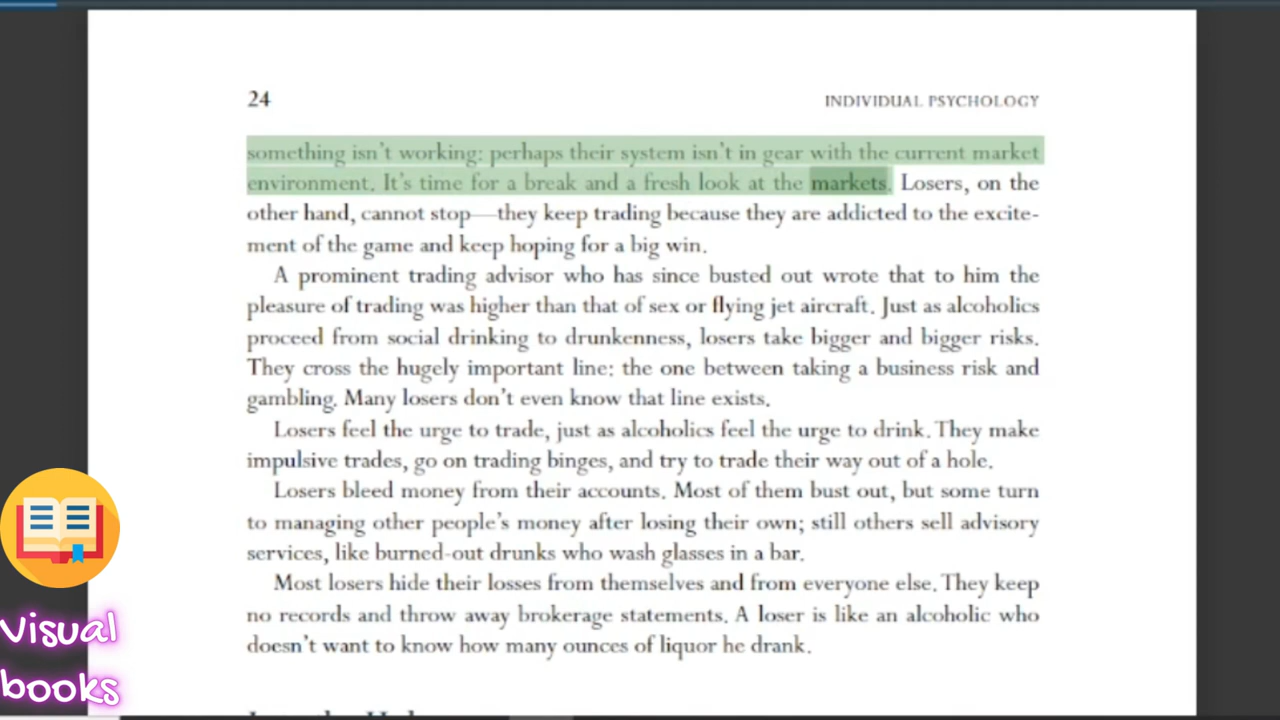 24
INDIVIDUAL PSYCHOLOGY
something isn't working: perhaps their system isn't in gear with the current market
environment. It's time for a break and a fresh look at the markets. Losers, on the
other hand, cannot stop—they keep trading because they are addicted to the excite-
ment of the game and keep hoping for a big win.
A prominent trading advisor who has since busted out wrote that to him the
pleasure of trading was higher than that of sex or flying jet aircraft. Just as alcoholics
proceed from social drinking to drunkenness, losers take bigger and bigger risks.
They cross the hugely important line: the one between taking a business risk and
gambling. Many losers don't even know that line exists.
Losers feel the urge to trade, just as alcoholics feel the urge to drink. They make
impulsive trades, go on trading binges, and try to trade their way out of a hole.
Losers bleed money from their accounts. Most of them bust out, but some turn
to managing other people's money after losing their own; still others sell advisory
services, like burned-out drunks who wash glasses in a bar.
Most losers hide their losses from themselves and from everyone else. They keep
no records and throw away brokerage statements. A loser is like an alcoholic who
doesn't want to know how many ounces of liquor he drank.
Visual
books